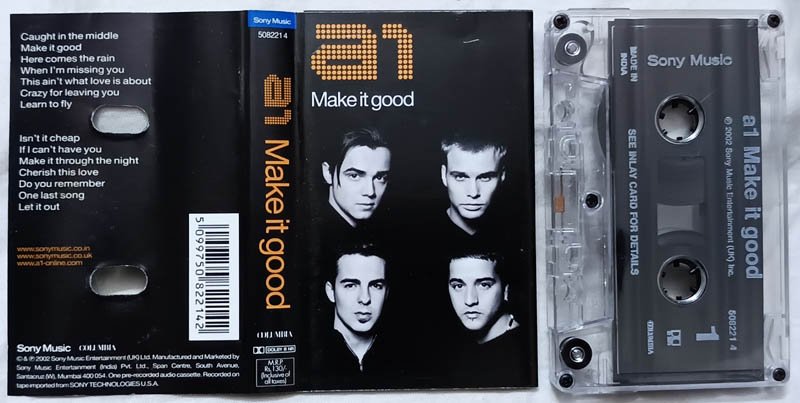 Caught in the middle
Make it good
Here comes the rain
When I'm missing you
This ain't what love is about
Crazy for leaving you
Learn to fly
Isn't it cheap
If I can't have you
Make it through the night
Cherish this love
Do you remember
One last song
Let it out
www.sonymusic.co.in
www.sonymusic.co.uk
www.a1-online.com
5 099750 822142
Sony Music COLUMBIA
© & ℗ 2002 Sony Music Entertainment (UK) Ltd. Manufactured and Marketed by
Sony Music Entertainment (India) Pvt. Ltd., Span Centre, South Avenue,
Santacruz (W), Mumbai 400 054. One pre-recorded audio cassette. Recorded on
tape imported from SONY TECHNOLOGIES U.S.A.
Sony Music
508221 4
a1 Make it good
COLUMBIA
DOLBY B NR
M.R.P.
Rs. 130/-
(Inclusive of
all taxes)
a1
Make it good
Sony Music
MADE IN
INDIA
SEE INLAY CARD FOR DETAILS
a1 Make it good
℗ 2002 Sony Music Entertainment (UK) Inc.
508221 4
COLUMBIA
1